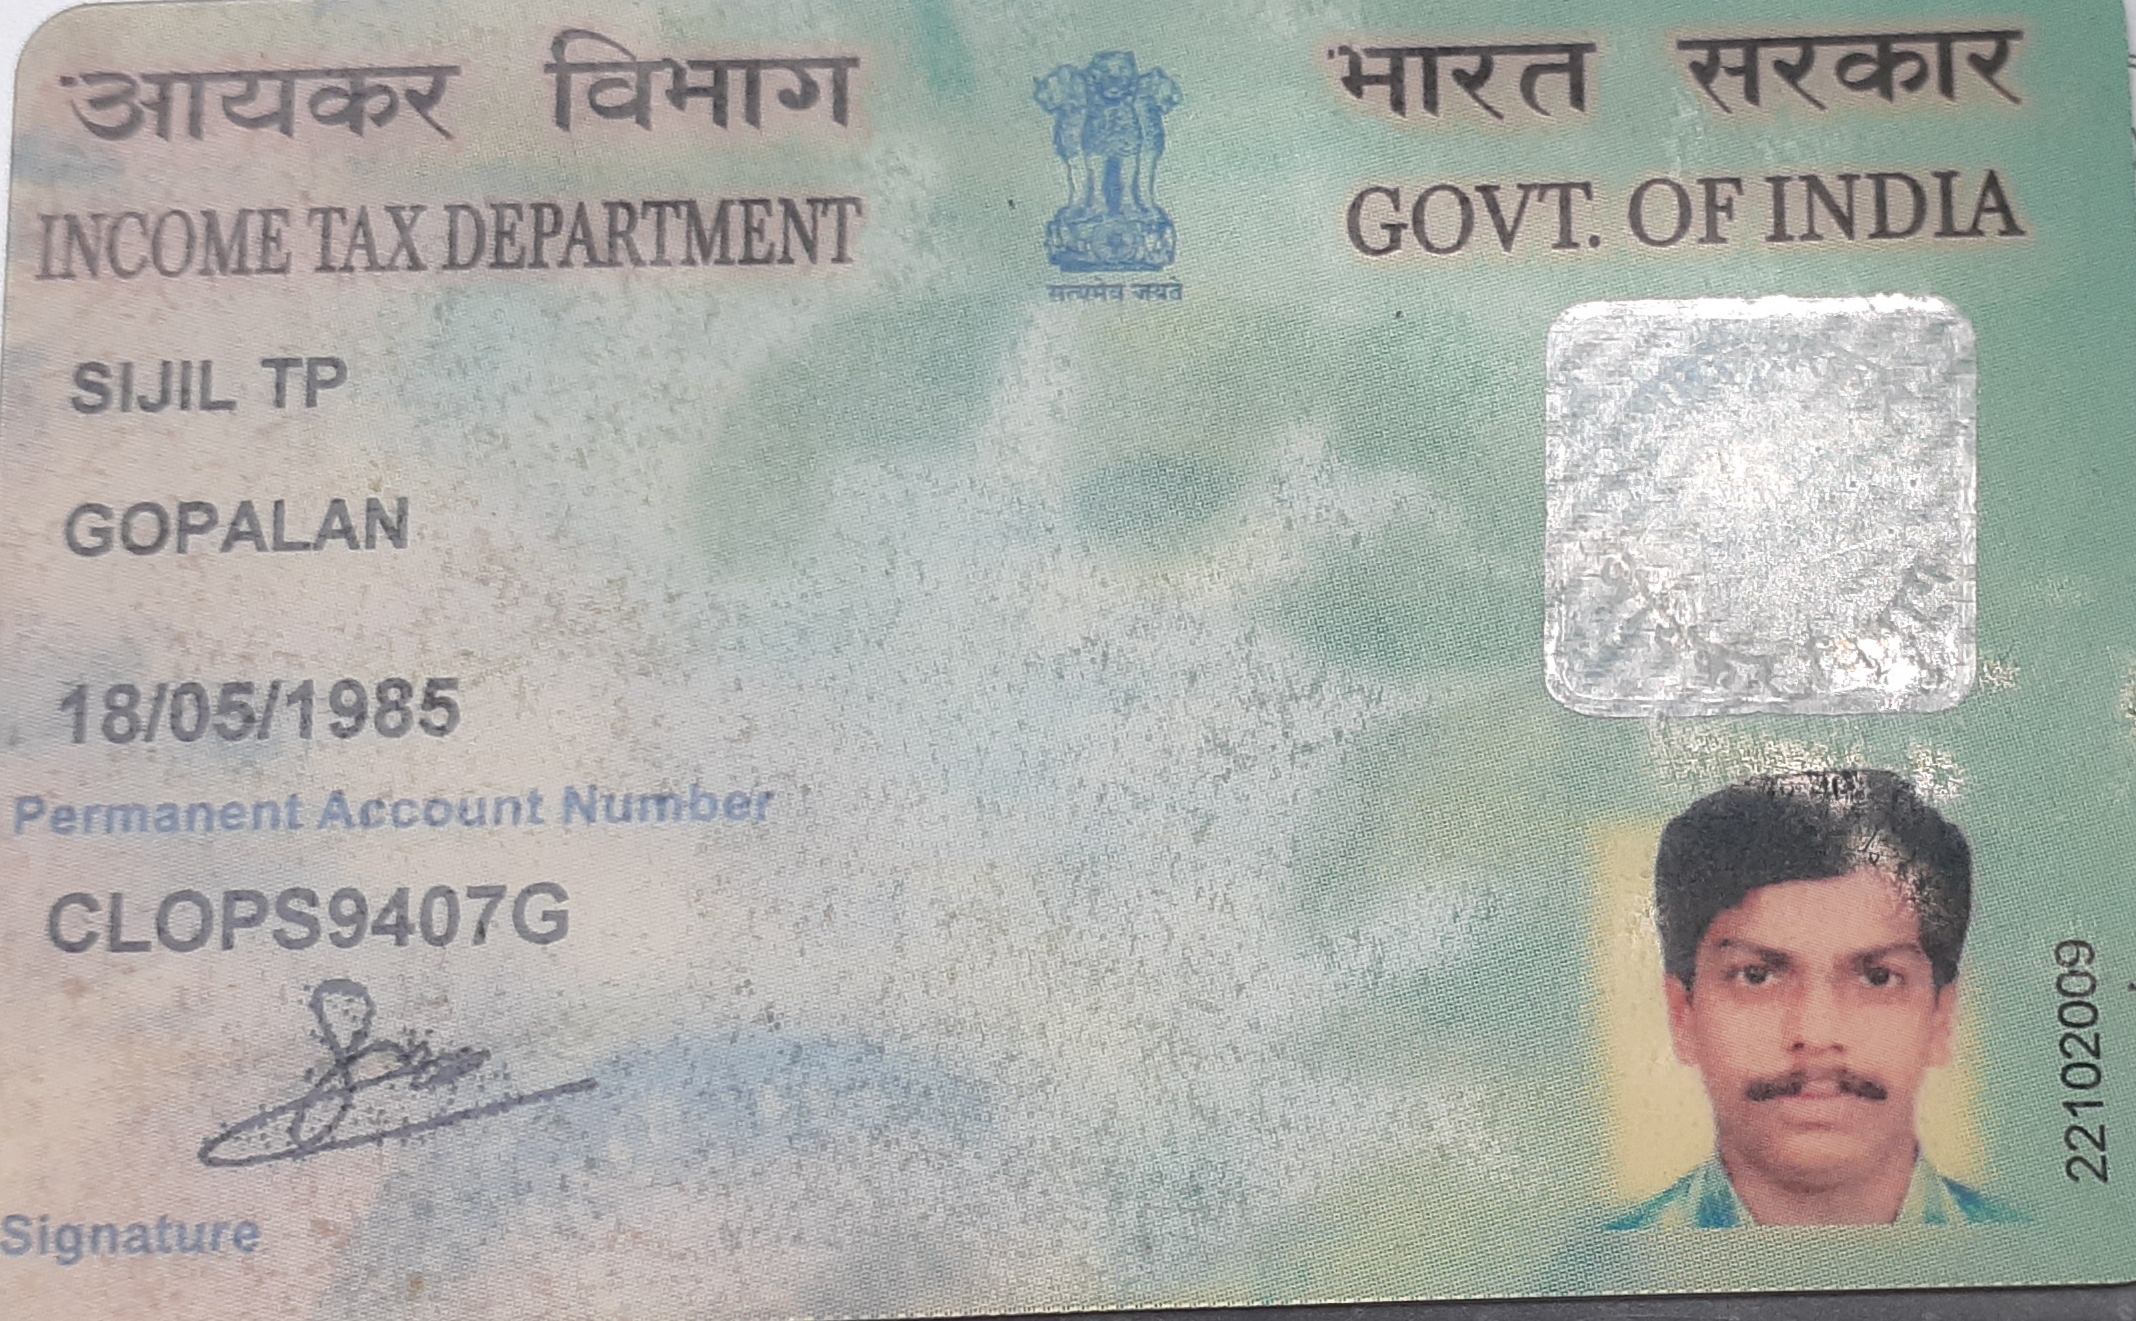 आयकर विभाग
INCOME TAX DEPARTMENT
सत्यमेव जयते
भारत सरकार
GOVT. OF INDIA
SIJIL TP
GOPALAN
18/05/1985
Permanent Account Number
CLOPS9407G
Signature
22102009